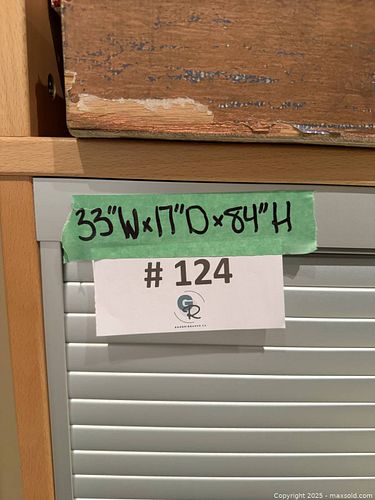 33"W x 17"D x 84"H
# 124
GR
Copyright © 2025 - maxsold.com